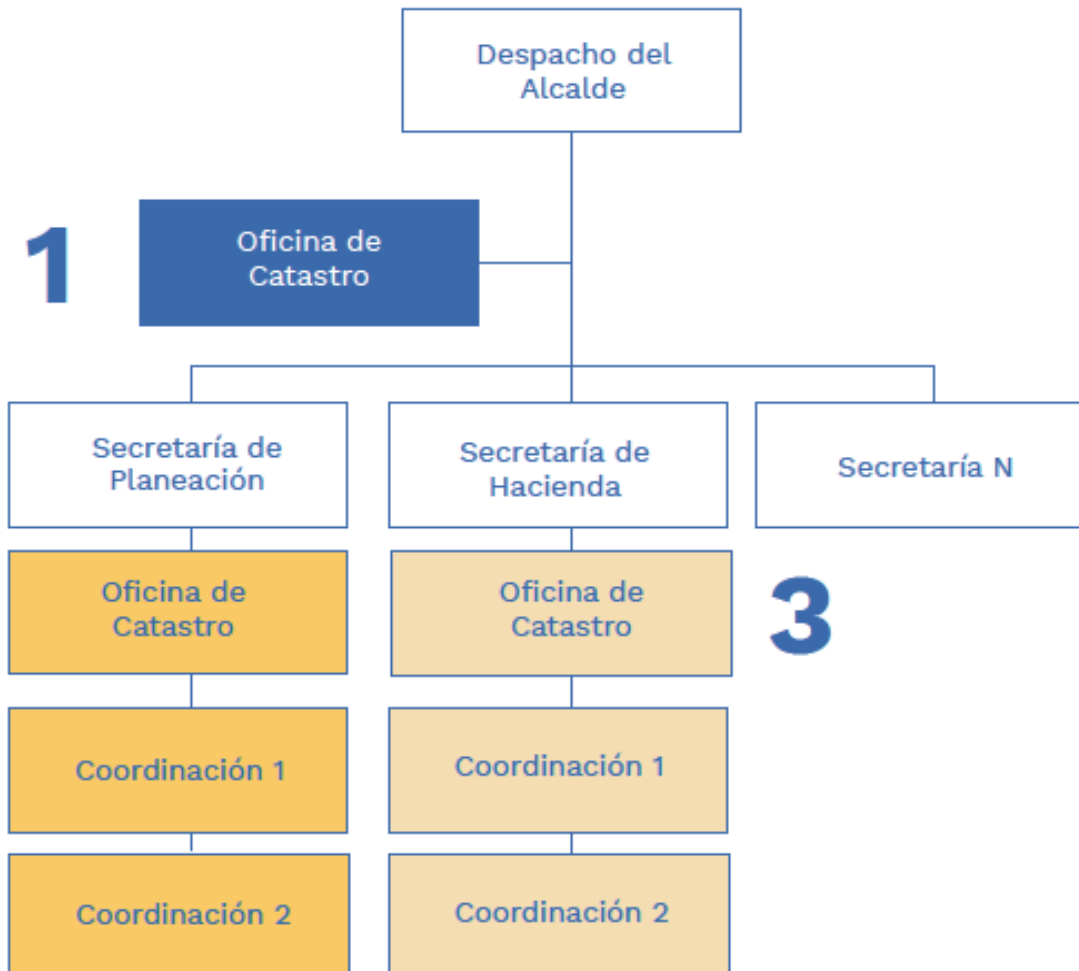 Despacho del
Alcalde
1
Oficina de
Catastro
Secretaría de
Planeación
Secretaría de
Hacienda
Secretaría N
Oficina de
Catastro
Oficina de
Catastro
3
Coordinación 1
Coordinación 1
Coordinación 2
Coordinación 2